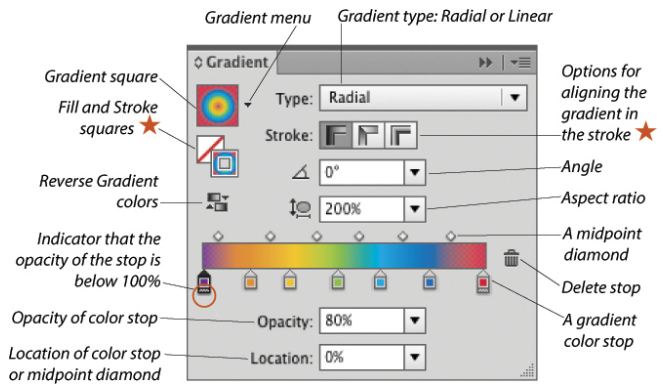 Gradient menu
Gradient type: Radial or Linear
Gradient
Gradient square
Fill and Stroke
squares
Type:
Radial
Options for
aligning the
gradient in
the stroke
Stroke:
Reverse Gradient
colors
0°
Angle
200%
Aspect ratio
Indicator that the
opacity of the stop is
below 100%
A midpoint
diamond
Delete stop
Opacity of color stop
Opacity:
80%
A gradient
color stop
Location of color stop
or midpoint diamond
Location:
0%